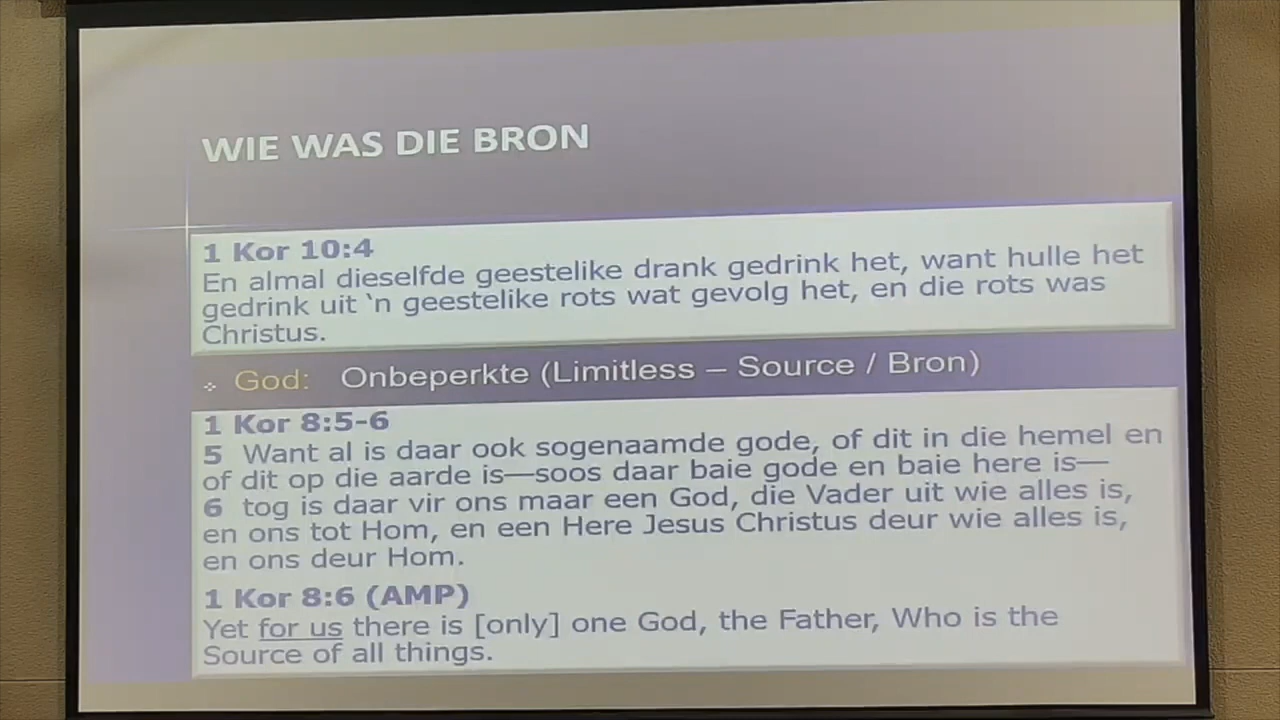 WIE WAS DIE BRON
1 Kor 10:4
En almal dieselfde geestelike drank gedrink het, want hulle het
gedrink uit 'n geestelike rots wat gevolg het, en die rots was
Christus.
God: Onbeperkte (Limitless – Source / Bron)
1 Kor 8:5-6
5 Want al is daar ook sogenaamde gode, of dit in die hemel en
of dit op die aarde is—soos daar baie gode en baie here is—
6 tog is daar vir ons maar een God, die Vader uit wie alles is,
en ons tot Hom, en een Here Jesus Christus deur wie alles is,
en ons deur Hom.
1 Kor 8:6 (AMP)
Yet for us there is [only] one God, the Father, Who is the
Source of all things.